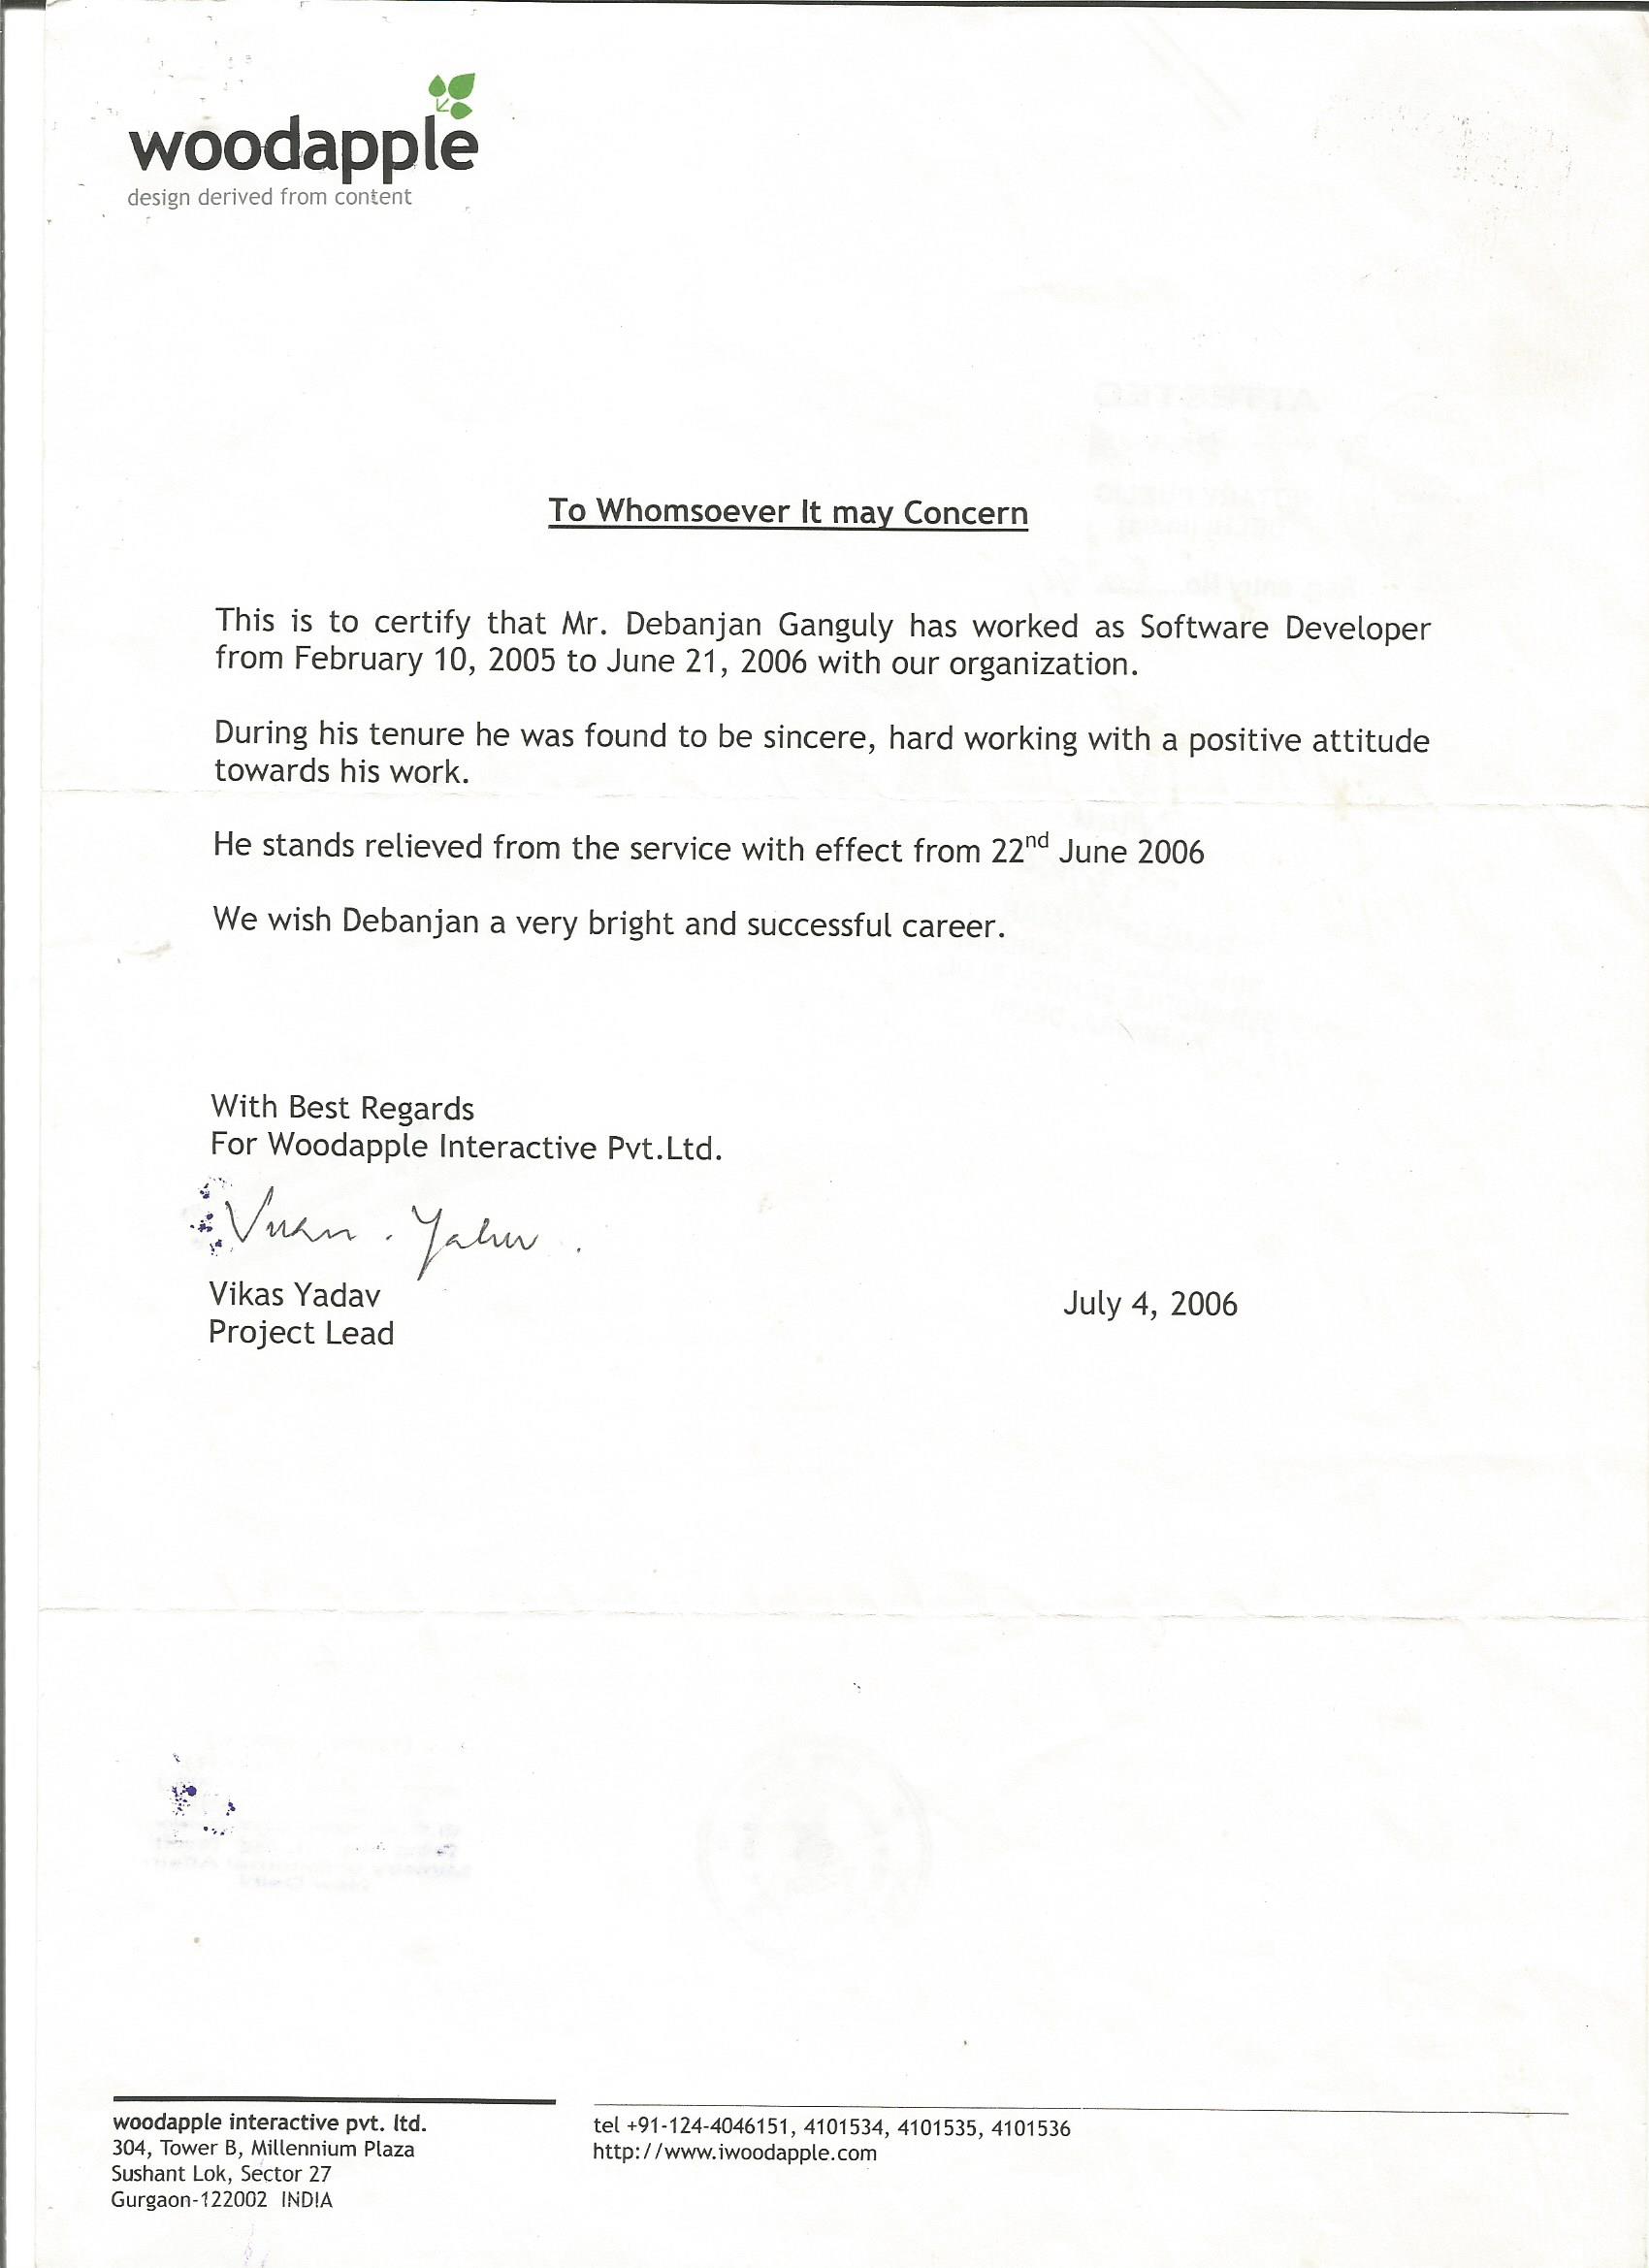 woodapple
design derived from content
To Whomsoever It may Concern
This is to certify that Mr. Debanjan Ganguly has worked as Software Developer
from February 10, 2005 to June 21, 2006 with our organization.
During his tenure he was found to be sincere, hard working with a positive attitude
towards his work.
He stands relieved from the service with effect from 22nd June 2006
We wish Debanjan a very bright and successful career.
With Best Regards
For Woodapple Interactive Pvt.Ltd.
Vikas Yadav
Project Lead
July 4, 2006
woodapple interactive pvt. ltd.
304, Tower B, Millennium Plaza
Sushant Lok, Sector 27
Gurgaon-122002 INDIA
tel +91-124-4046151, 4101534, 4101535, 4101536
http://www.iwoodapple.com